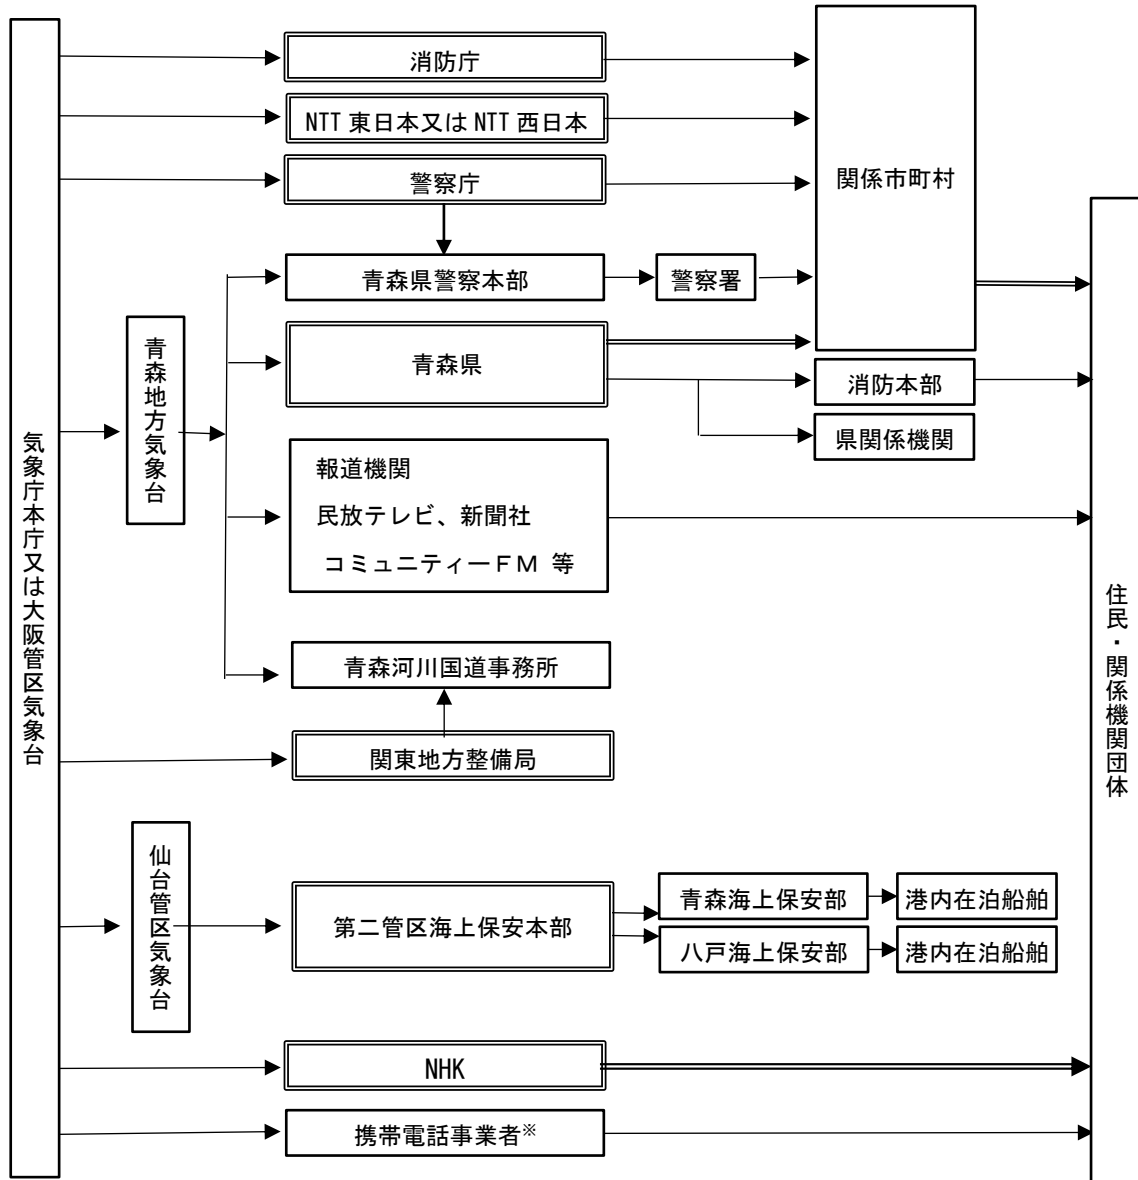 気象庁本庁又は大阪管区気象台
消防庁
NTT 東日本又は NTT 西日本
警察庁
関係市町村
青森県警察本部
警察署
青森地方気象台
青森県
消防本部
県関係機関
報道機関
民放テレビ、新聞社
コミュニティーＦＭ 等
青森河川国道事務所
関東地方整備局
住民・関係機関団体
仙台管区気象台
第二管区海上保安本部
青森海上保安部
港内在泊船舶
八戸海上保安部
港内在泊船舶
NHK
携帯電話事業者※